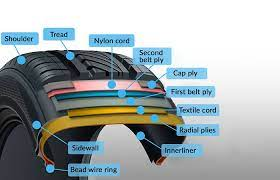 Shoulder
Tread
Nylon cord
Second
belt ply
Cap ply
First belt ply
Textile cord
Radial plies
Innerliner
Sidewall
Bead wire ring